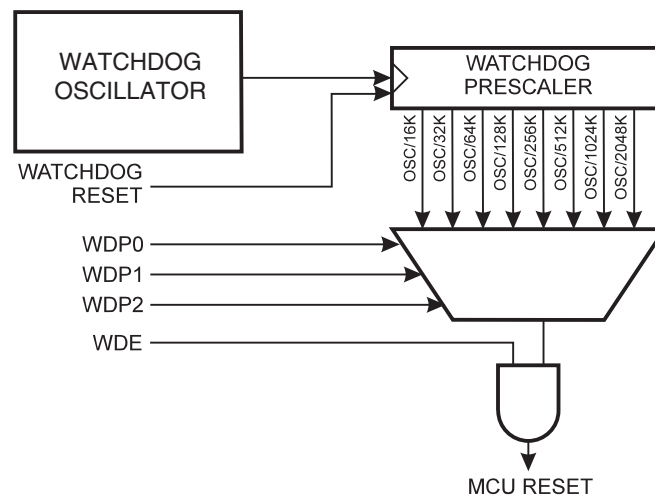 WATCHDOG
OSCILLATOR
WATCHDOG
PRESCALER
OSC/16K
OSC/32K
OSC/64K
OSC/128K
OSC/256K
OSC/512K
OSC/1024K
OSC/2048K
WATCHDOG
RESET
WDP0
WDP1
WDP2
WDE
MCU RESET